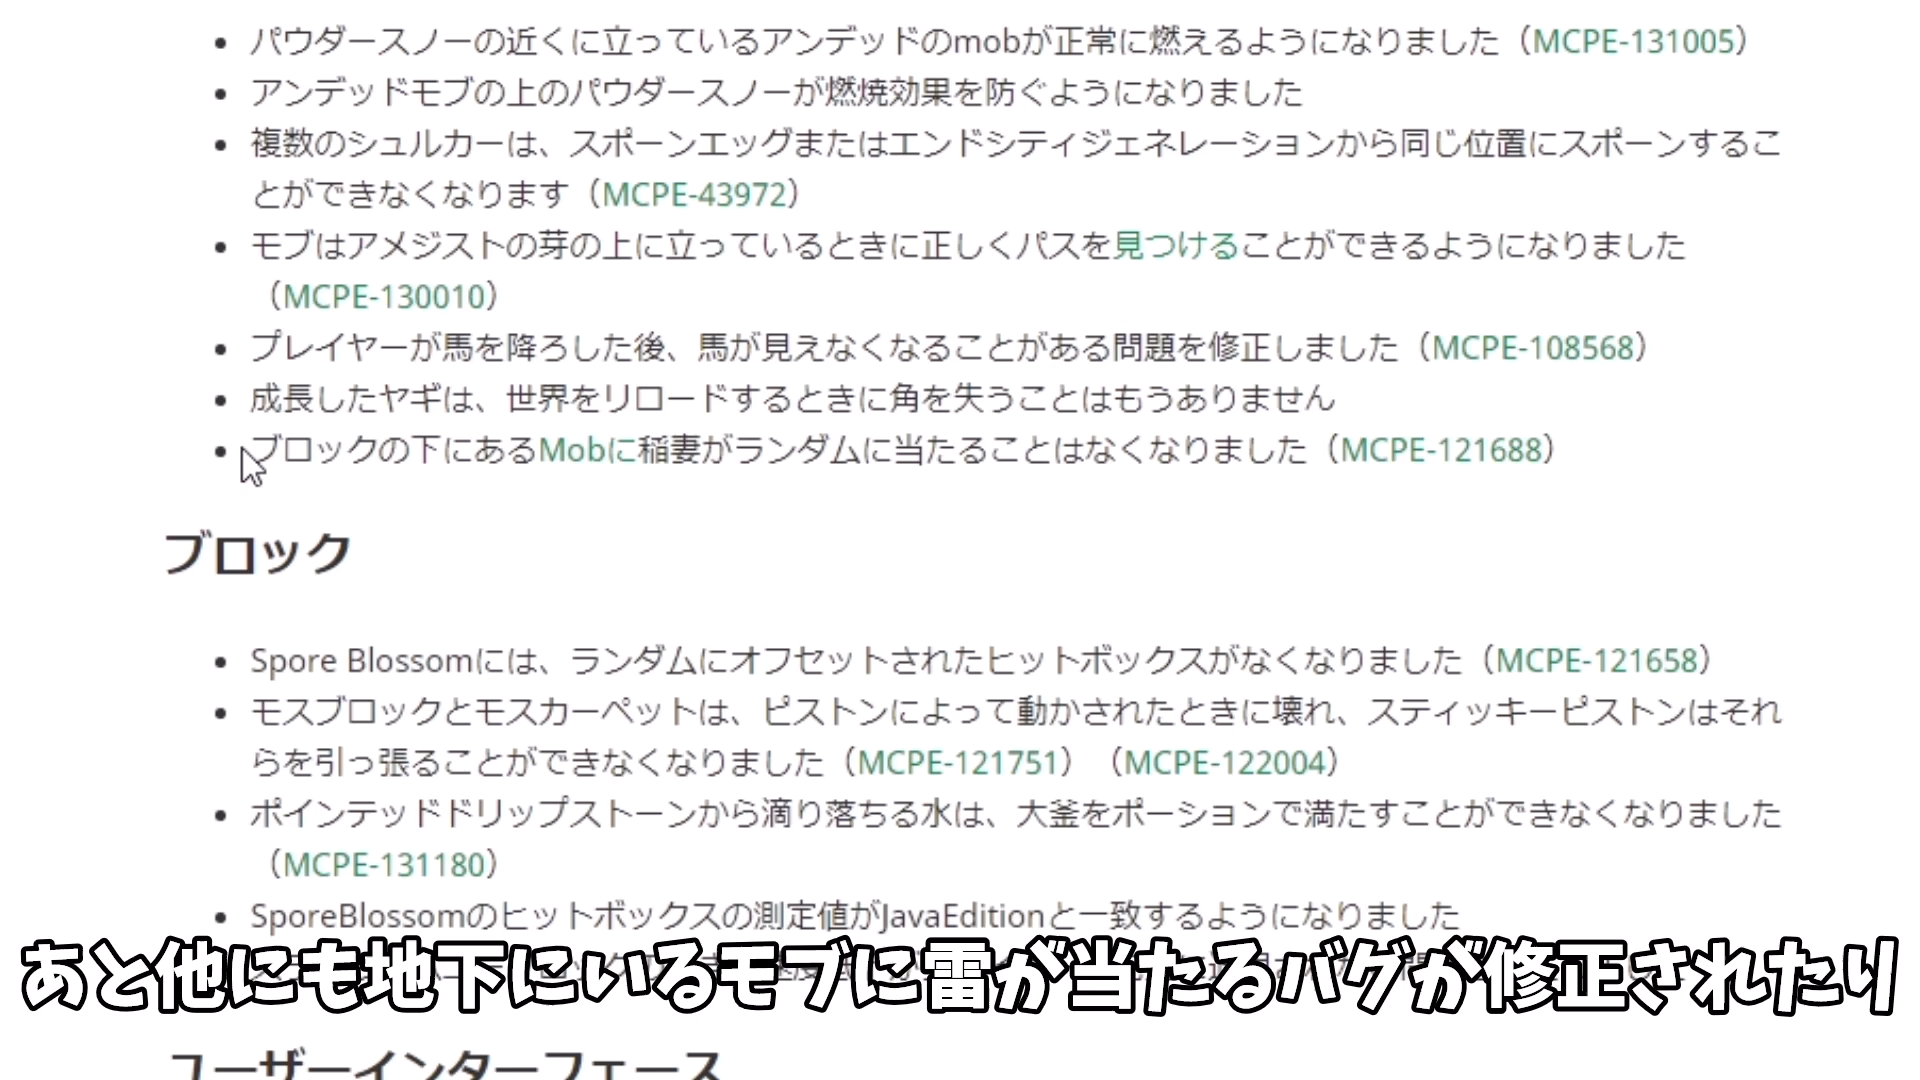 • パウダースノーの近くに立っているアンデッドのmobが正常に燃えるようになりました（MCPE-131005）
• アンデッドモブの上のパウダースノーが燃焼効果を防ぐようになりました
• 複数のシュルカーは、スポーンエッグまたはエンドシティジェネレーションから同じ位置にスポーンするこ
とができなくなります（MCPE-43972）
• モブはアメジストの芽の上に立っているときに正しくパスを見つけることができるようになりました
（MCPE-130010）
• プレイヤーが馬を降ろした後、馬が見えなくなることがある問題を修正しました（MCPE-108568）
• 成長したヤギは、世界をリロードするときに角を失うことはもうありません
• ブロックの下にあるMobに稲妻がランダムに当たることはなくなりました（MCPE-121688）
ブロック
• Spore Blossomには、ランダムにオフセットされたヒットボックスがなくなりました（MCPE-121658）
• モスブロックとモスカーペットは、ピストンによって動かされたときに壊れ、スティッキーピストンはそれ
らを引っ張ることができなくなりました（MCPE-121751）（MCPE-122004）
• ポインテッドドリップストーンから滴り落ちる水は、大釜をポーションで満たすことができなくなりました
（MCPE-131180）
• SporeBlossomのヒットボックスの測定値がJavaEditionと一致するようになりました
あと他にも地下にいるモブに雷が当たるバグが修正されたり
ユーザーインターフェース